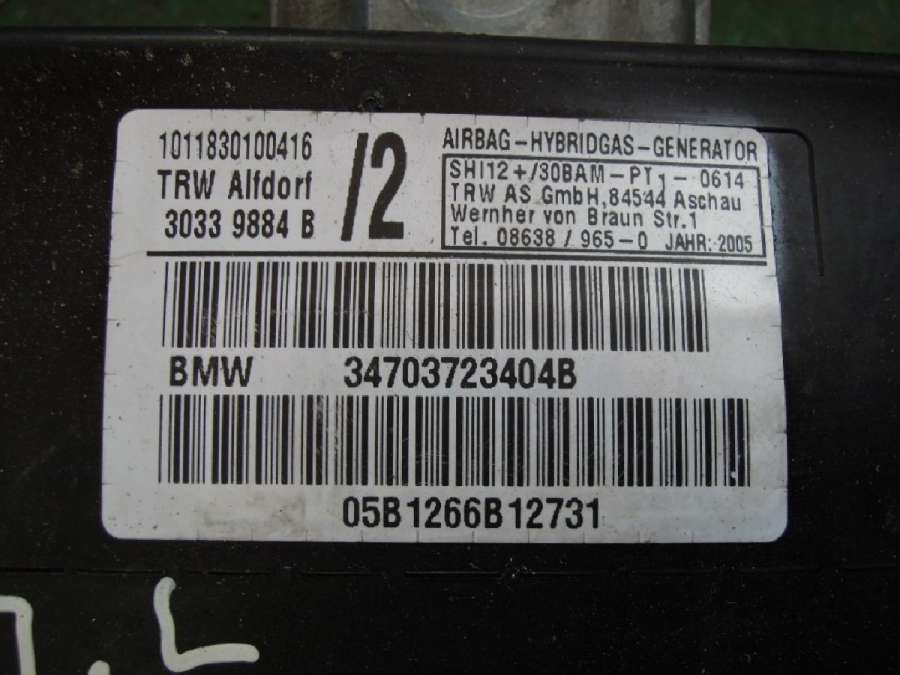 1011830100416
TRW Alfdorf
3033 9884 B
/2
AIRBAG-HYBRIDGAS-GENERATOR
SHI12+/30BAM-PT1-0614
TRW AS GmbH,84544 Aschau
Wernher von Braun Str.1
Tel. 08638 / 965-0 JAHR: 2005
BMW 34703723404B
05B1266B12731